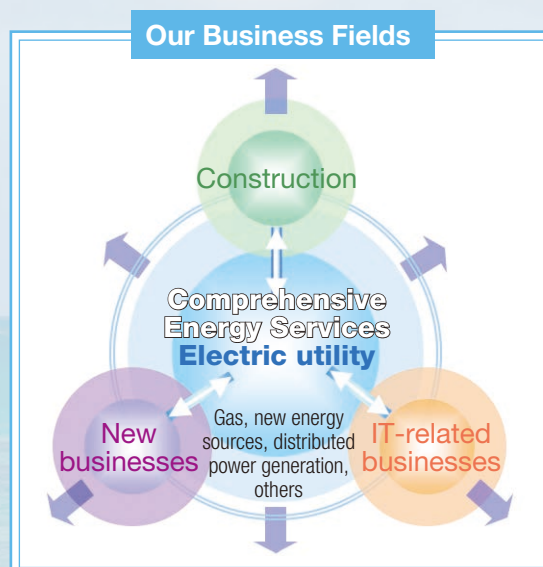 Our Business Fields
Construction
Comprehensive
Energy Services
Electric utility
Gas, new energy
sources, distributed
power generation,
others
New
businesses
IT-related
businesses